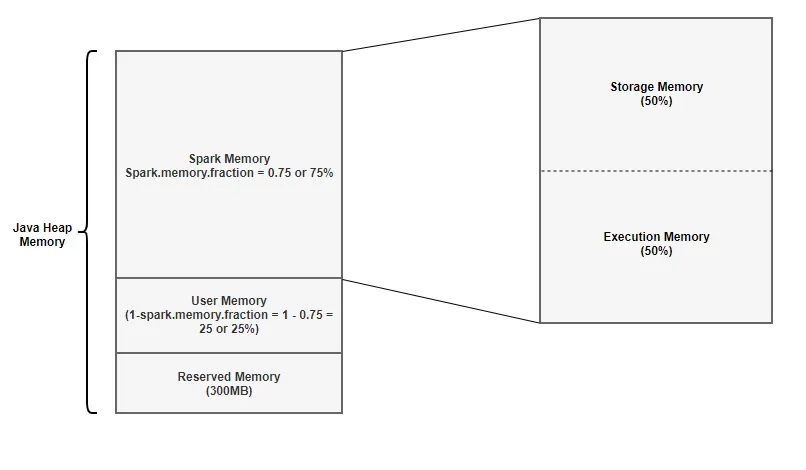 Java Heap
Memory
Spark Memory
Spark.memory.fraction = 0.75 or 75%
User Memory
(1-spark.memory.fraction = 1 - 0.75 =
25 or 25%)
Reserved Memory
(300MB)
Storage Memory
(50%)
Execution Memory
(50%)